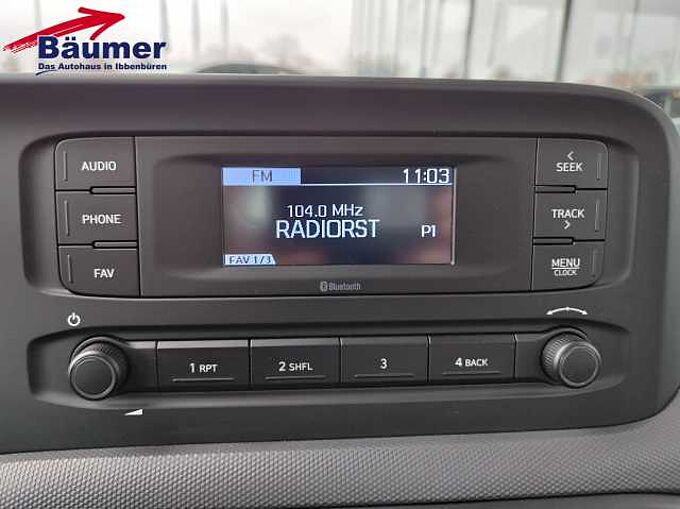 Bäumer
Das Autohaus in Ibbenbüren
AUDIO
PHONE
FAV
FM 11:03
104.0 MHz
RADIORST P1
FAV 1/3
Bluetooth
< SEEK
TRACK >
MENU
CLOCK
1 RPT
2 SHFL
3
4 BACK